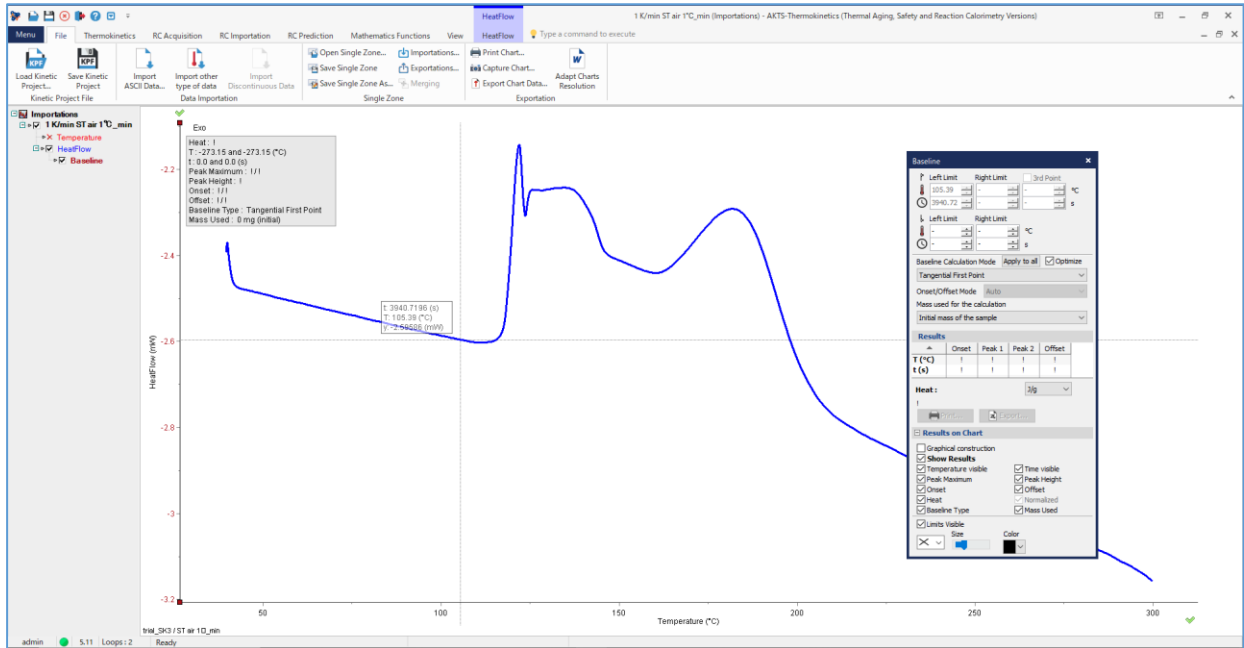 HeatFlow
1 K/min ST air 1°C_min (Importations) - AKTS-Thermokinetics (Thermal Aging, Safety and Reaction Calorimetry Versions)
Menu File Thermokinetics RC Acquisition RC Importation RC Prediction Mathematics Functions View HeatFlow Type a command to execute
Load Kinetic Project...
Save Kinetic Project
Import ASCII Data...
Import other type of data
Import Discontinuous Data
Open Single Zone...
Save Single Zone
Save Single Zone As...
Importations...
Exportations...
Merging
Print Chart...
Capture Chart...
Export Chart Data...
Adapt Charts Resolution
Kinetic Project File Data Importation Single Zone Exportation
Importations
1 K/min ST air 1°C_min
Temperature
HeatFlow
Baseline
Exo
Heat : !
T : -273.15 and -273.15 (°C)
t : 0.0 and 0.0 (s)
Peak Maximum : !/!
Peak Height : !
Onset : !/!
Offset : !/!
Baseline Type : Tangential First Point
Mass Used : 0 mg (initial)
t: 3940.7196 (s)
T: 105.39 (°C)
y: -2.59586 (mW)
HeatFlow (mW)
-2.2
-2.4
-2.6
-2.8
-3
-3.2
50 100 150 200 250 300
Temperature (°C)
Baseline
Left Limit Right Limit 3rd Point
105.39 - - °C
3940.72 - - s
Left Limit Right Limit
- - °C
- - s
Baseline Calculation Mode Apply to all Optimize
Tangential First Point
Onset/Offset Mode Auto
Mass used for the calculation
Initial mass of the sample
Results
Onset Peak 1 Peak 2 Offset
T (°C) ! ! ! !
t (s) ! ! ! !
Heat : J/g
!
Print... Export...
Results on Chart
Graphical construction
Show Results
Temperature visible Time visible
Peak Maximum Peak Height
Onset Offset
Heat Normalized
Baseline Type Mass Used
Limits Visible
Size Color
admin 5.11 Loops : 2 Ready